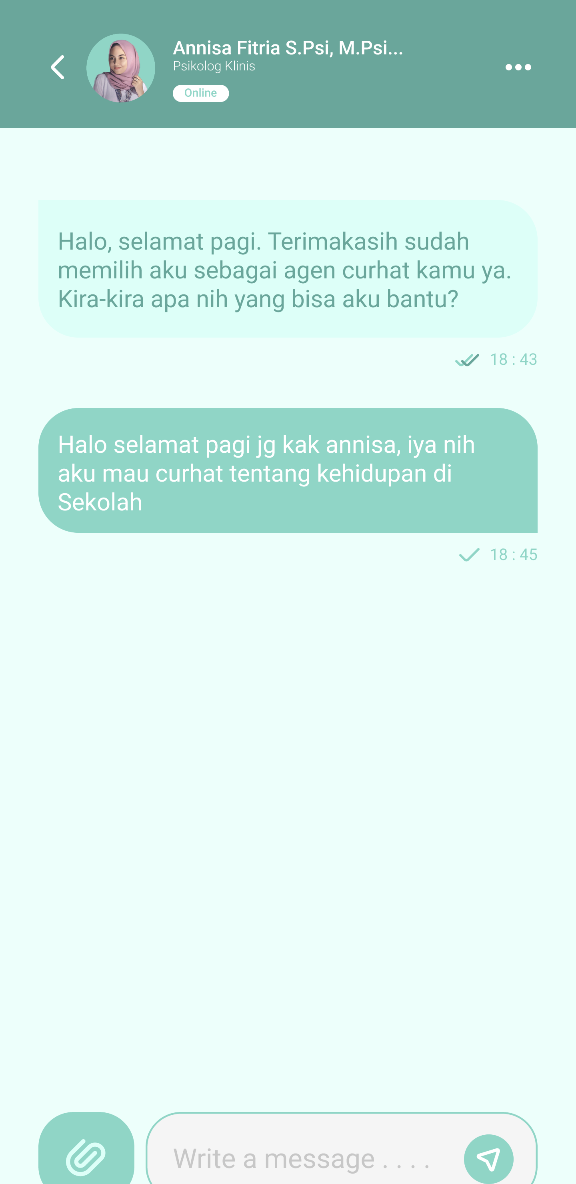 Annisa Fitria S.Psi, M.Psi...
Psikolog Klinis
Online
Halo, selamat pagi. Terimakasih sudah
memilih aku sebagai agen curhat kamu ya.
Kira-kira apa nih yang bisa aku bantu?
18 : 43
Halo selamat pagi jg kak annisa, iya nih
aku mau curhat tentang kehidupan di
Sekolah
18 : 45
Write a message . . . .